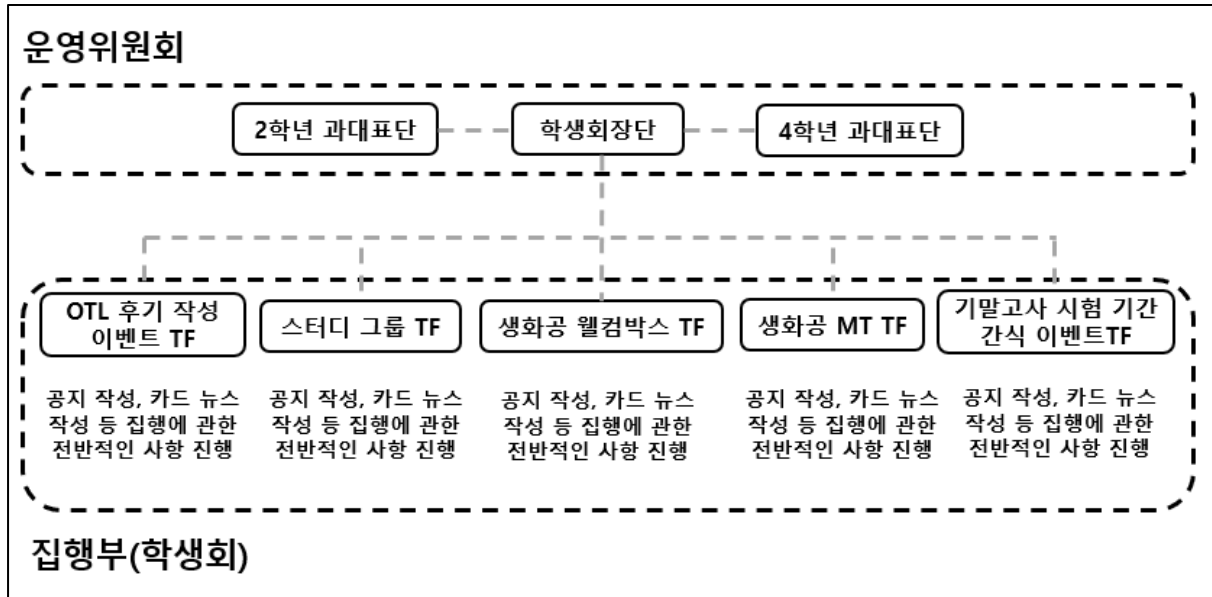 운영위원회
2학년 과대표단
학생회장단
4학년 과대표단
OTL 후기 작성
이벤트 TF
스터디 그룹 TF
생화공 웰컴박스 TF
생화공 MT TF
기말고사 시험 기간
간식 이벤트TF
공지 작성, 카드 뉴스
작성 등 집행에 관한
전반적인 사항 진행
공지 작성, 카드 뉴스
작성 등 집행에 관한
전반적인 사항 진행
공지 작성, 카드 뉴스
작성 등 집행에 관한
전반적인 사항 진행
공지 작성, 카드 뉴스
작성 등 집행에 관한
전반적인 사항 진행
공지 작성, 카드 뉴스
작성 등 집행에 관한
전반적인 사항 진행
집행부(학생회)